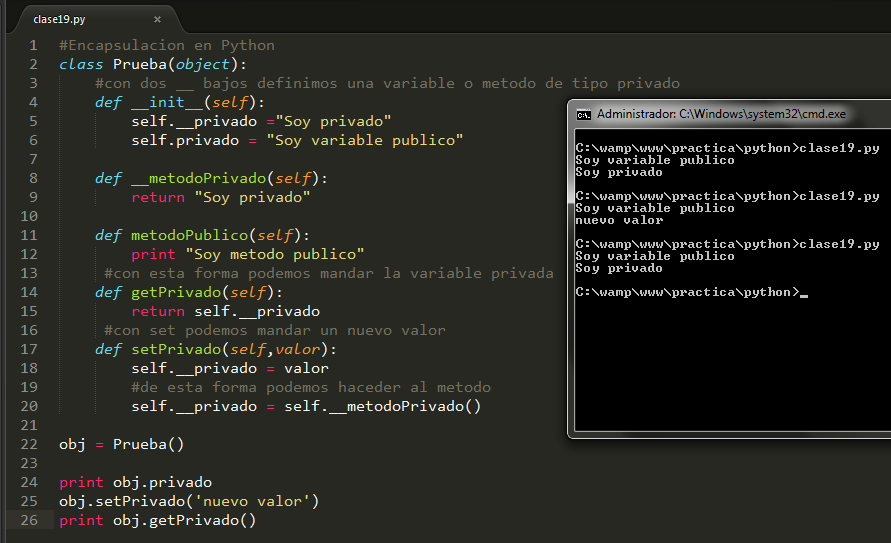 clase19.py ×
1 #Encapsulacion en Python
2 class Prueba(object):
3     #con dos __ bajos definimos una variable o metodo de tipo privado
4     def __init__(self):
5         self.__privado ="Soy privado"
6         self.privado = "Soy variable publico"
7
8     def __metodoPrivado(self):
9         return "Soy privado"
10
11     def metodoPublico(self):
12         print "Soy metodo publico"
13      #con esta forma podemos mandar la variable privada
14     def getPrivado(self):
15         return self.__privado
16      #con set podemos mandar un nuevo valor
17     def setPrivado(self,valor):
18         self.__privado = valor
19         #de esta forma podemos haceder al metodo
20         self.__privado = self.__metodoPrivado()
21
22 obj = Prueba()
23
24 print obj.privado
25 obj.setPrivado('nuevo valor')
26 print obj.getPrivado()
Administrador: C:\Windows\system32\cmd.exe
C:\wamp\www\practica\python>clase19.py
Soy variable publico
Soy privado
C:\wamp\www\practica\python>clase19.py
Soy variable publico
nuevo valor
C:\wamp\www\practica\python>clase19.py
Soy variable publico
Soy privado
C:\wamp\www\practica\python>_